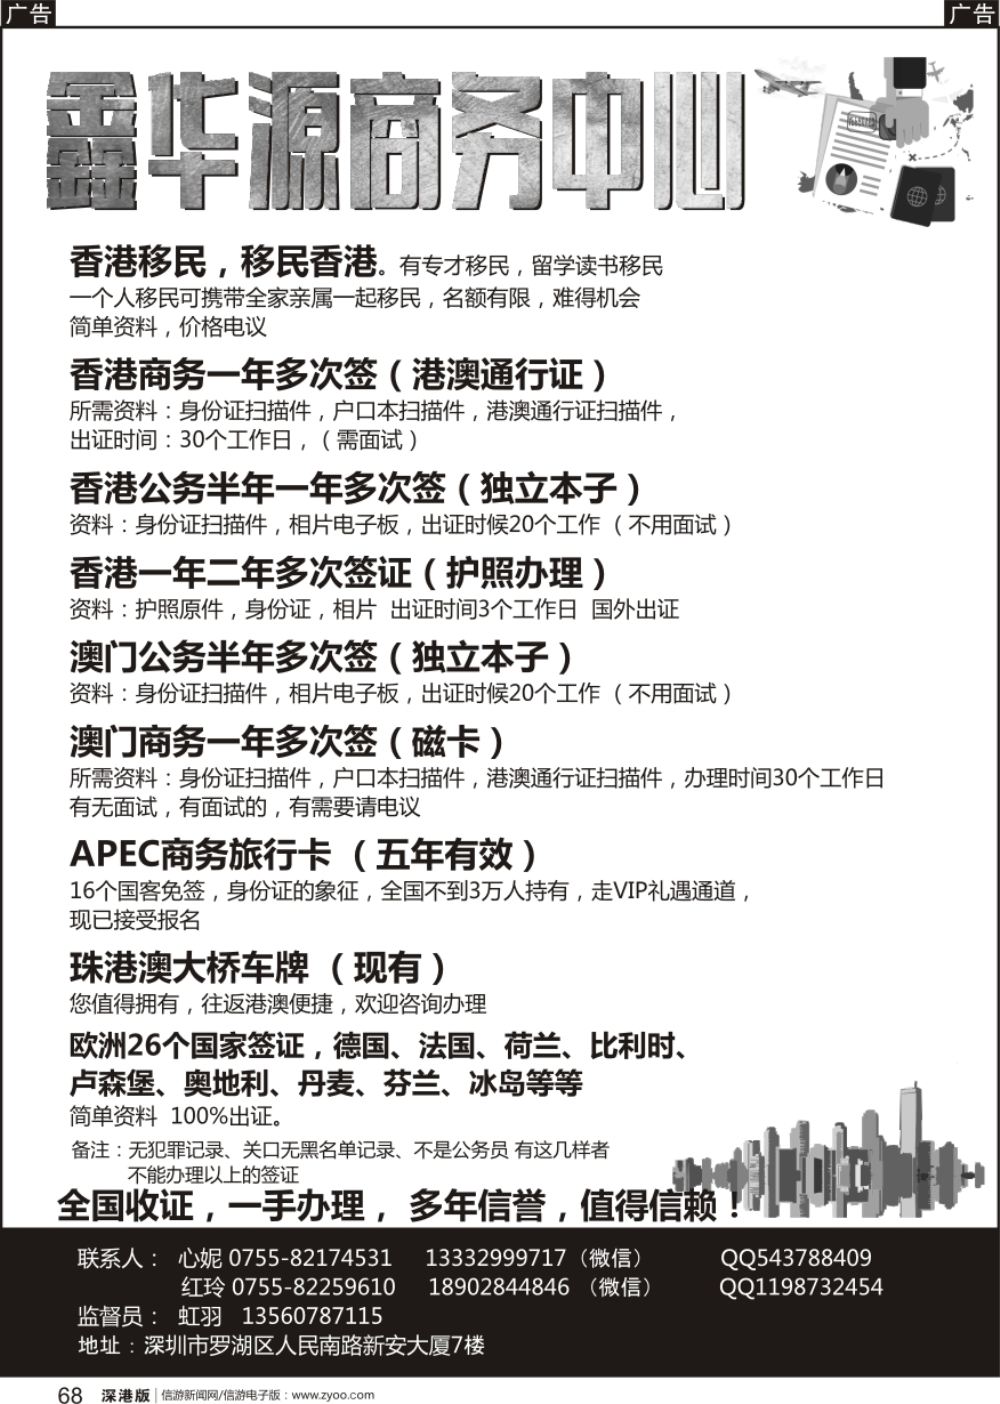 广告
广告
鑫华源商务中心
香港移民，移民香港。有专才移民，留学读书移民
一个人移民可携带全家亲属一起移民，名额有限，难得机会
简单资料，价格电议
香港商务一年多次签（港澳通行证）
所需资料：身份证扫描件，户口本扫描件，港澳通行证扫描件，
出证时间：30个工作日，（需面试）
香港公务半年一年多次签（独立本子）
资料：身份证扫描件，相片电子板，出证时候20个工作（不用面试）
香港一年二年多次签证（护照办理）
资料：护照原件，身份证，相片 出证时间3个工作日 国外出证
澳门公务半年多次签（独立本子）
资料：身份证扫描件，相片电子板，出证时候20个工作（不用面试）
澳门商务一年多次签（磁卡）
所需资料：身份证扫描件，户口本扫描件，港澳通行证扫描件，办理时间30个工作日
有无面试，有面试的，有需要请电议
APEC商务旅行卡（五年有效）
16个国客免签，身份证的象征，全国不到3万人持有，走VIP礼遇通道，
现已接受报名
珠港澳大桥车牌（现有）
您值得拥有，往返港澳便捷，欢迎咨询办理
欧洲26个国家签证，德国、法国、荷兰、比利时、
卢森堡、奥地利、丹麦、芬兰、冰岛等等
简单资料 100%出证。
备注：无犯罪记录、关口无黑名单记录、不是公务员 有这几样者
不能办理以上的签证
全国收证，一手办理， 多年信誉，值得信赖！
联系人： 心妮 0755-82174531 13332999717（微信） QQ543788409
红玲 0755-82259610 18902844846（微信） QQ1198732454
监督员： 虹羽 13560787115
地址：深圳市罗湖区人民南路新安大厦7楼
68 深港版 | 信游新闻网/信游电子版：www.zyoo.com